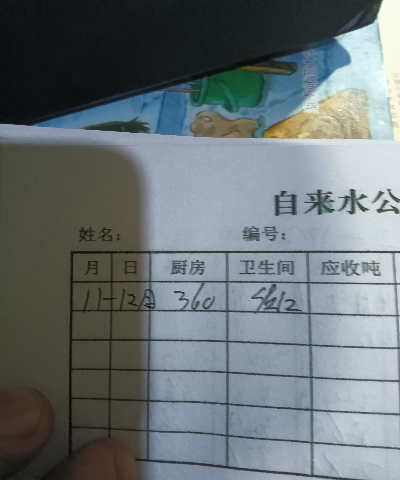 自来水公
姓名： 编号：
月 日 厨房 卫生间 应收吨
11-12月 360